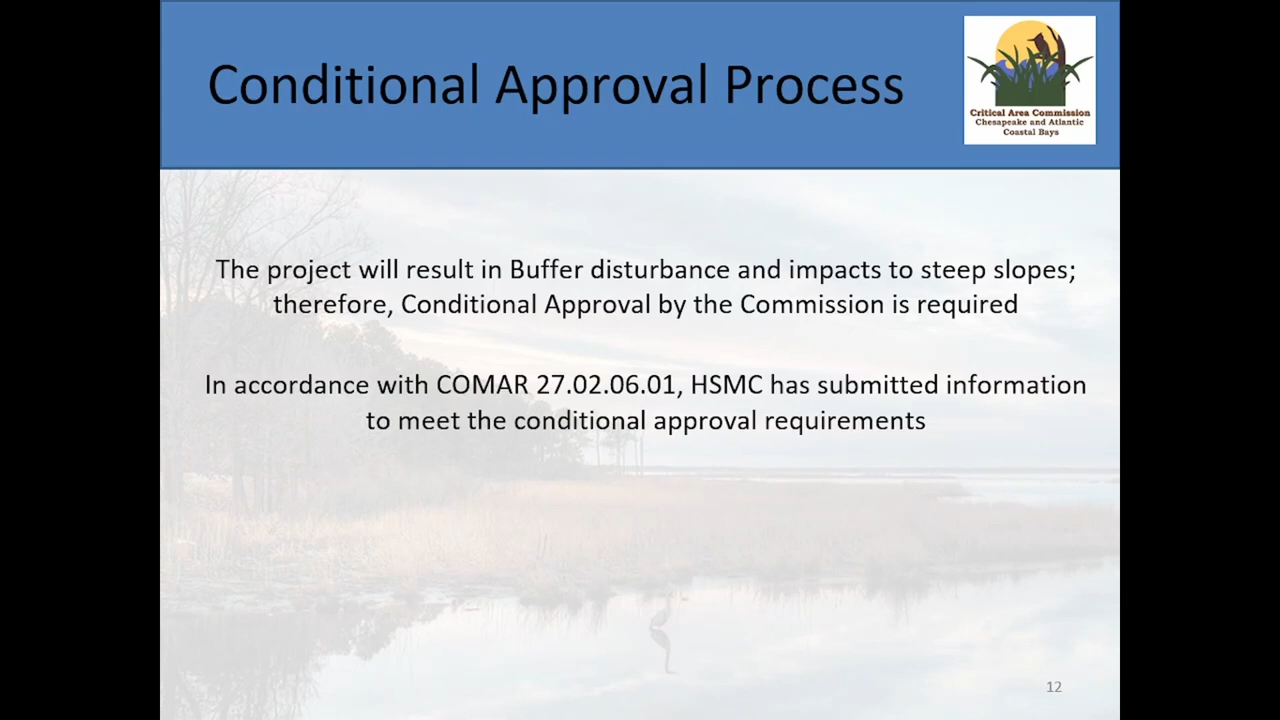 Conditional Approval Process
Critical Area Commission
Chesapeake and Atlantic
Coastal Bays
The project will result in Buffer disturbance and impacts to steep slopes;
therefore, Conditional Approval by the Commission is required
In accordance with COMAR 27.02.06.01, HSMC has submitted information
to meet the conditional approval requirements
12